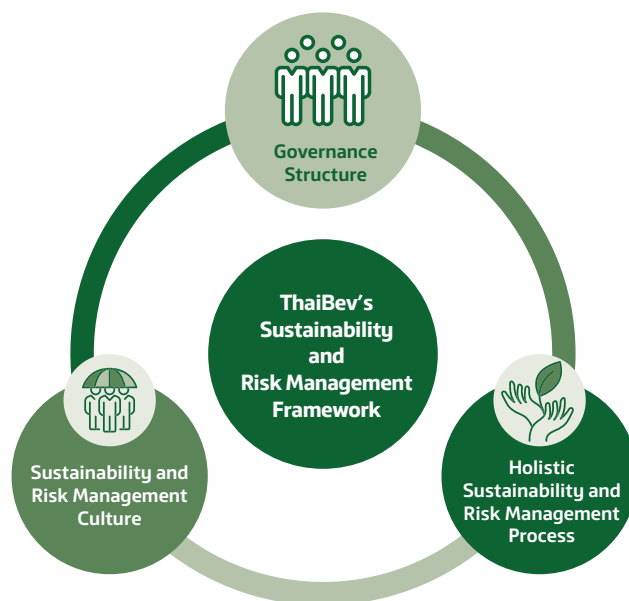 Governance
Structure
ThaiBev's
Sustainability
and
Risk Management
Framework
Sustainability and
Risk Management
Culture
Holistic
Sustainability and
Risk Management
Process